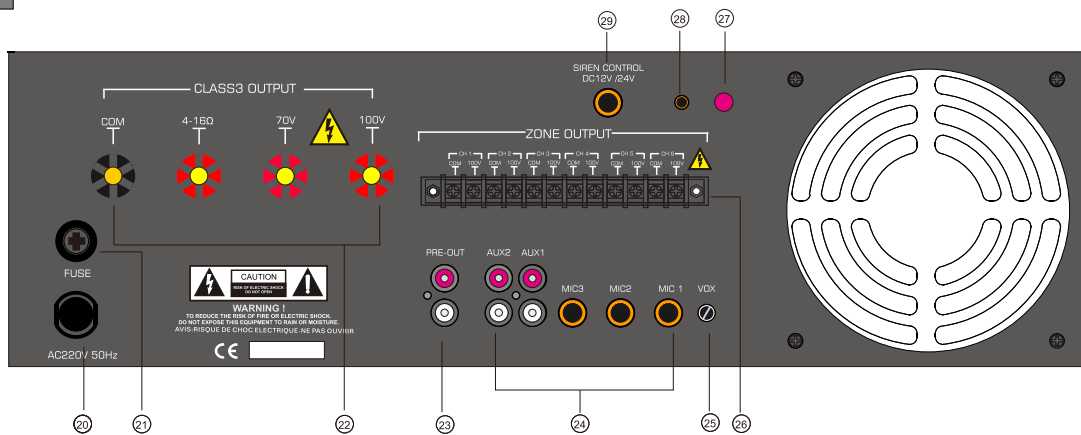 29
28
27
SIREN CONTROL
DC12V /24V
CLASS3 OUTPUT
COM
4-16Ω
70V
100V
ZONE OUTPUT
CH 1 CH 2 CH 3 CH 4 CH 5 CH 6
COM 100V COM 100V COM 100V COM 100V COM 100V COM 100V
FUSE
PRE-OUT
AUX2
AUX1
MIC3
MIC2
MIC 1
VOX
CAUTION
RISK OF ELECTRIC SHOCK
DO NOT OPEN
WARNING !
TO REDUCE THE RISK OF FIRE OR ELECTRIC SHOCK.
DO NOT EXPOSE THIS EQUIPMENT TO RAIN OR MOISTURE.
AVIS:RISQUE DE CHOC ELECTRIQUE-NE PAS OUVIIR
CE
AC220V 50Hz
20
21
22
23
24
25
26